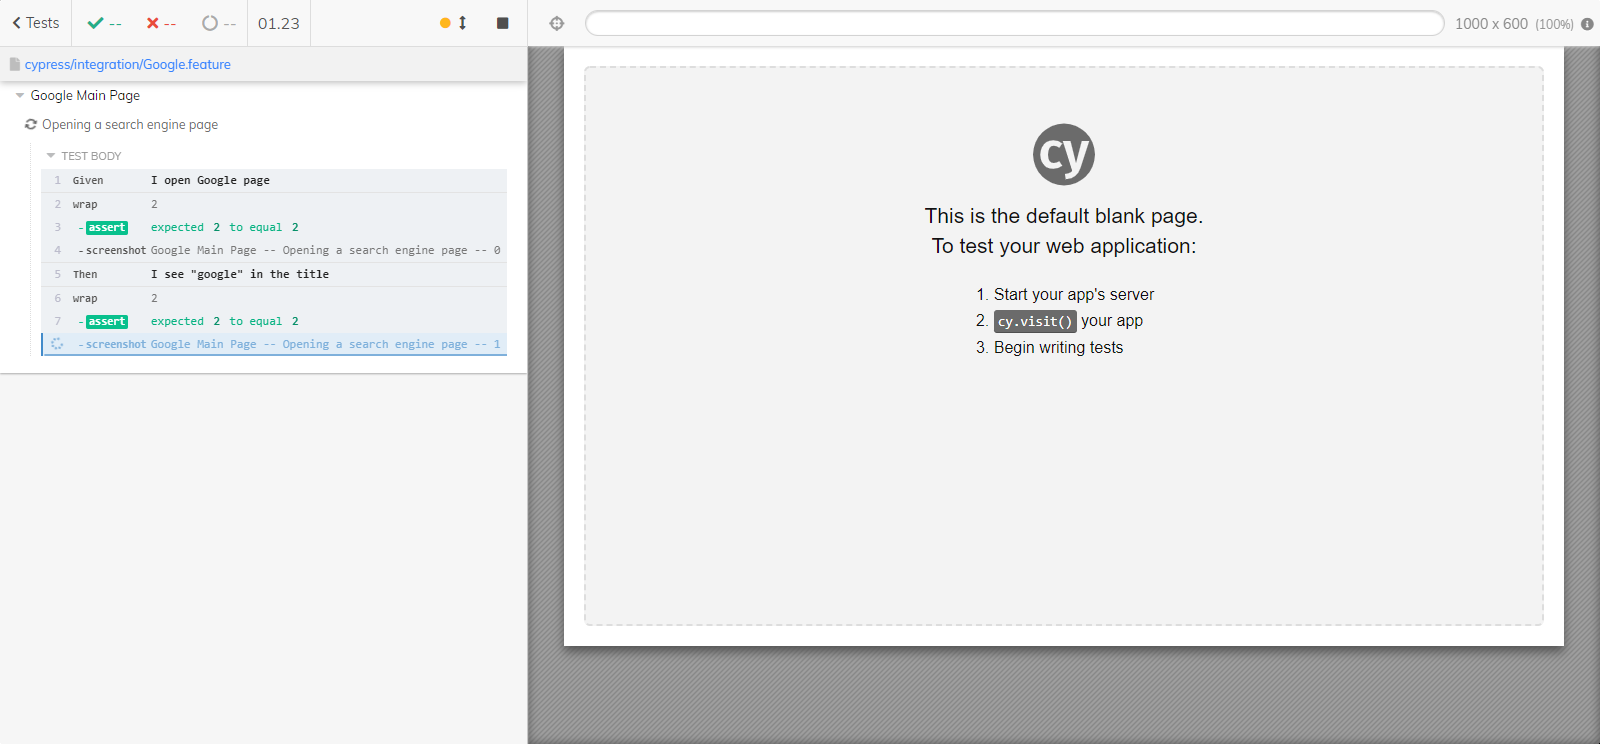 Tests -- -- -- 01.23
1000 x 600 (100%)
cypress/integration/Google.feature
Google Main Page
Opening a search engine page
TEST BODY
1 Given I open Google page
2 wrap 2
3 - assert expected 2 to equal 2
4 - screenshot Google Main Page -- Opening a search engine page -- 0
5 Then I see "google" in the title
6 wrap 2
7 - assert expected 2 to equal 2
- screenshot Google Main Page -- Opening a search engine page -- 1
cy
This is the default blank page.
To test your web application:
1. Start your app's server
2. cy.visit() your app
3. Begin writing tests